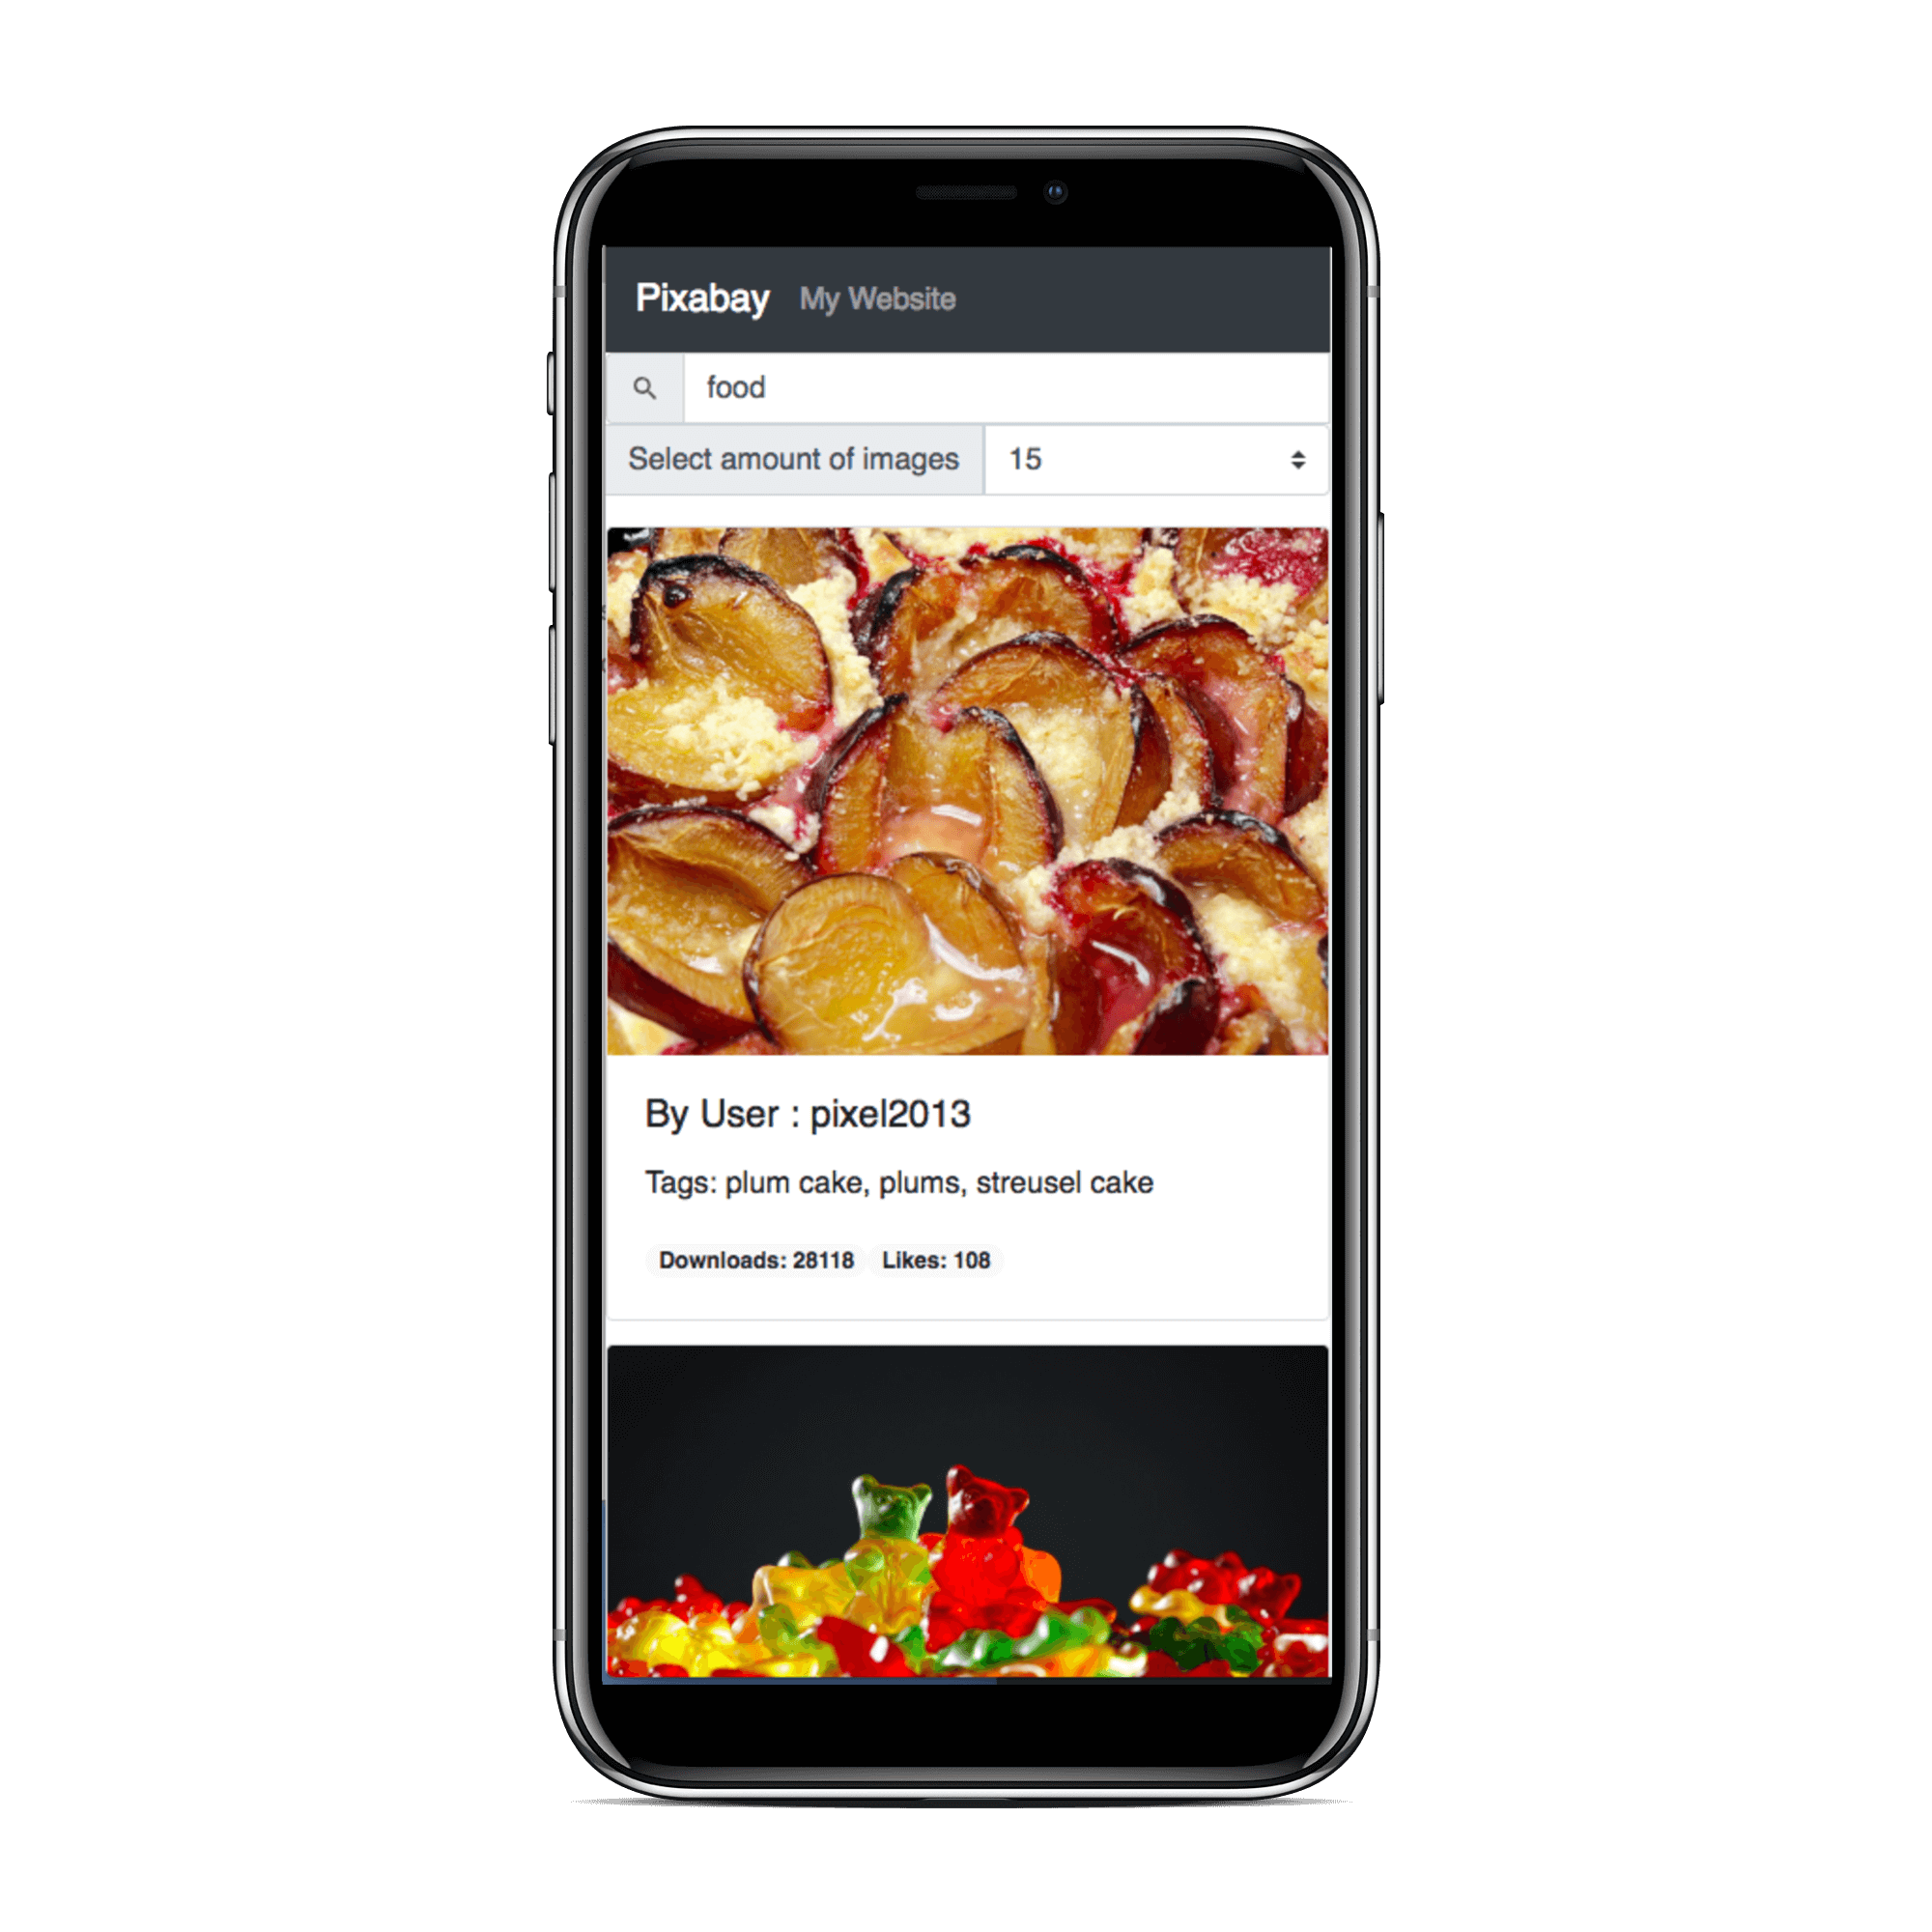 Pixabay My Website
food
Select amount of images 15
By User : pixel2013
Tags: plum cake, plums, streusel cake
Downloads: 28118 Likes: 108